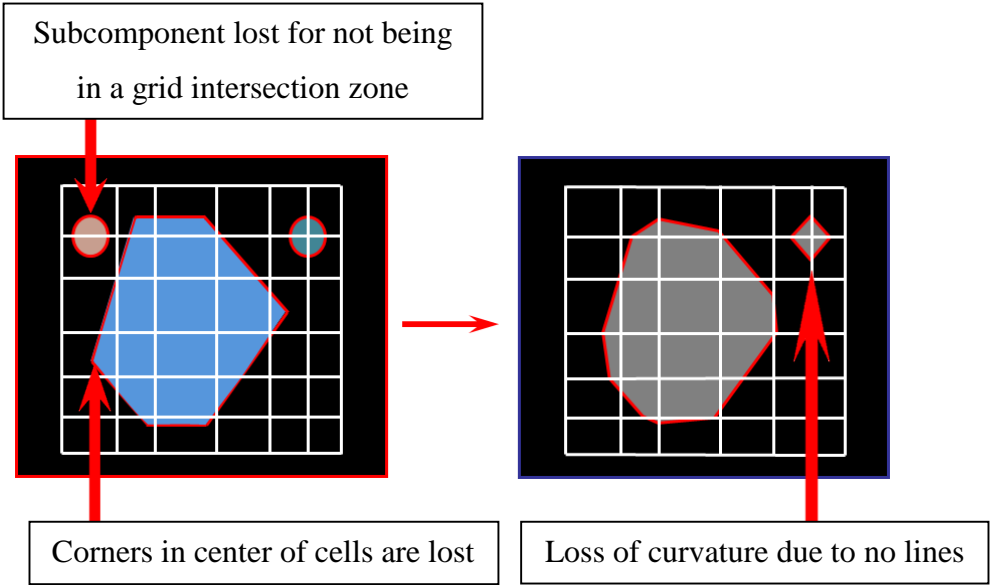 Subcomponent lost for not being
in a grid intersection zone
Corners in center of cells are lost
Loss of curvature due to no lines